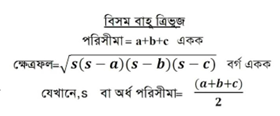 বিসম বাহু ত্রিভুজ
পরিসীমা= a+b+c একক
ক্ষেত্রফল=√s(s − a)(s − b)(s − c) বর্গ একক
যেখানে,s বা অর্ধ পরিসীমা= (a+b+c)/2